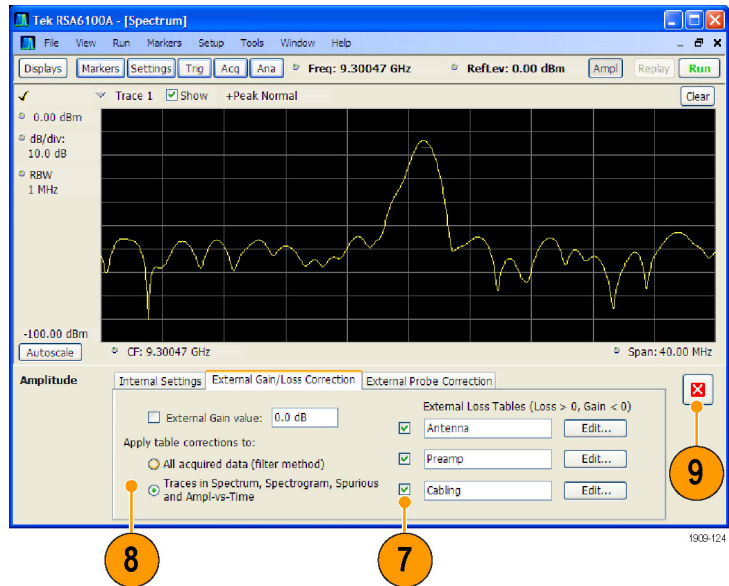 Tek RSA6100A - [Spectrum]
File View Run Markers Setup Tools Window Help
Displays Markers Settings Trig Acq Ana Freq: 9.30047 GHz RefLev: 0.00 dBm Ampl Replay Run
Trace 1 Show +Peak Normal Clear
0.00 dBm
dB/div:
10.0 dB
RBW
1 MHz
-100.00 dBm
Autoscale CF: 9.30047 GHz Span: 40.00 MHz
Amplitude Internal Settings External Gain/Loss Correction External Probe Correction
External Loss Tables (Loss > 0, Gain < 0)
External Gain value: 0.0 dB
Antenna Edit...
Apply table corrections to:
All acquired data (filter method)
Preamp Edit...
Traces in Spectrum, Spectrogram, Spurious
and Ampl-vs-Time
Cabling Edit...
9
8
7
1909-124